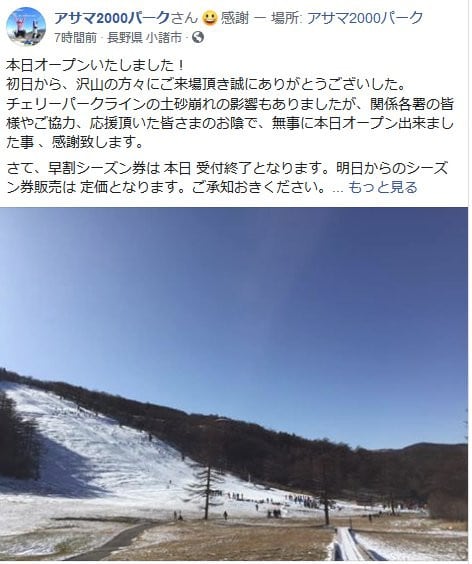 アサマ2000パークさん 感謝 ー 場所: アサマ2000パーク
7時間前・長野県 小諸市・
本日オープンいたしました！
初日から、沢山の方々にご来場頂き誠にありがとうございした。
チェリーパークラインの土砂崩れの影響もありましたが、関係各署の皆
様やご協力、応援頂いた皆さまのお陰で、無事に本日オープン出来まし
た事 、感謝致します。
さて、早割シーズン券は 本日 受付終了となります。明日からのシーズ
ン券販売は 定価となります。ご承知おきください。... もっと見る